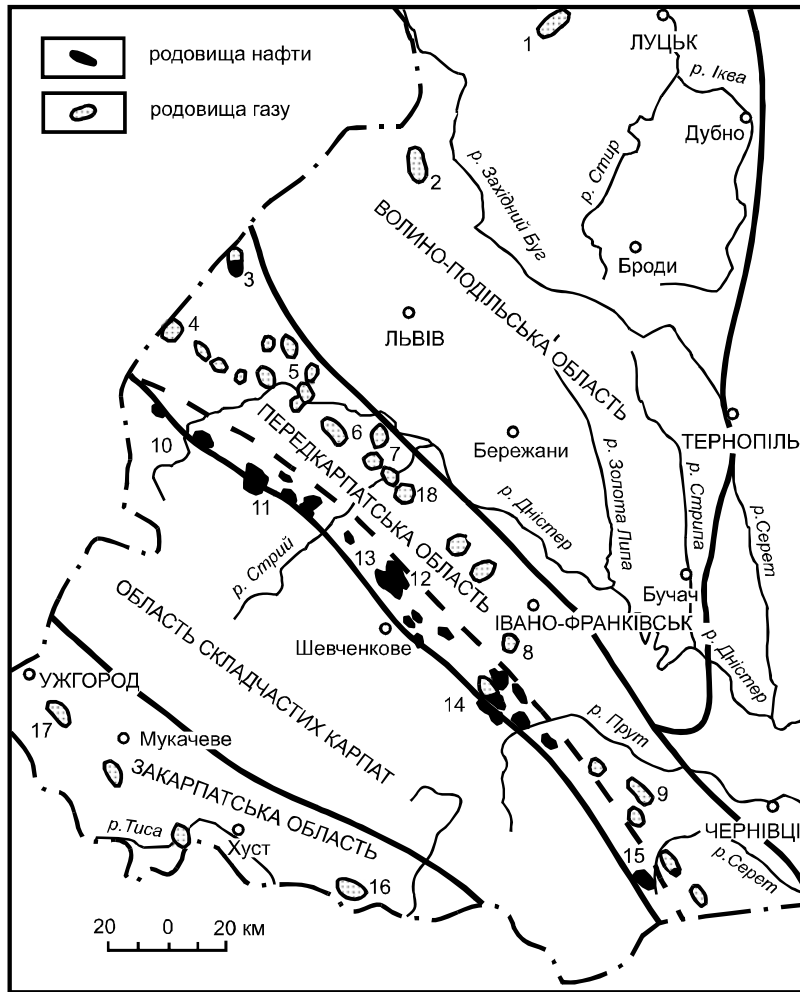 родовища нафти
родовища газу
1
ЛУЦЬК
р. Іква
Дубно
р. Стир
2
р. Західний Буг
ВОЛИНО-ПОДІЛЬСЬКА ОБЛАСТЬ
Броди
3
4
ЛЬВІВ
5
ПЕРЕДКАРПАТСЬКА ОБЛАСТЬ
6
7
Бережани
ТЕРНОПІЛЬ
10
11
18
р. Дністер
р. Золота Липа
р. Стрипа
р.Серет
р. Стрий
13
12
Бучач
ОБЛАСТЬ СКЛАДЧАСТИХ КАРПАТ
Шевченкове
ІВАНО-ФРАНКІВСЬК
8
р. Дністер
УЖГОРОД
17
14
р. Прут
Мукачеве
ЗАКАРПАТСЬКА ОБЛАСТЬ
9
р.Тиса
Хуст
ЧЕРНІВЦІ
15
р.Серет
16
20 0 20 км